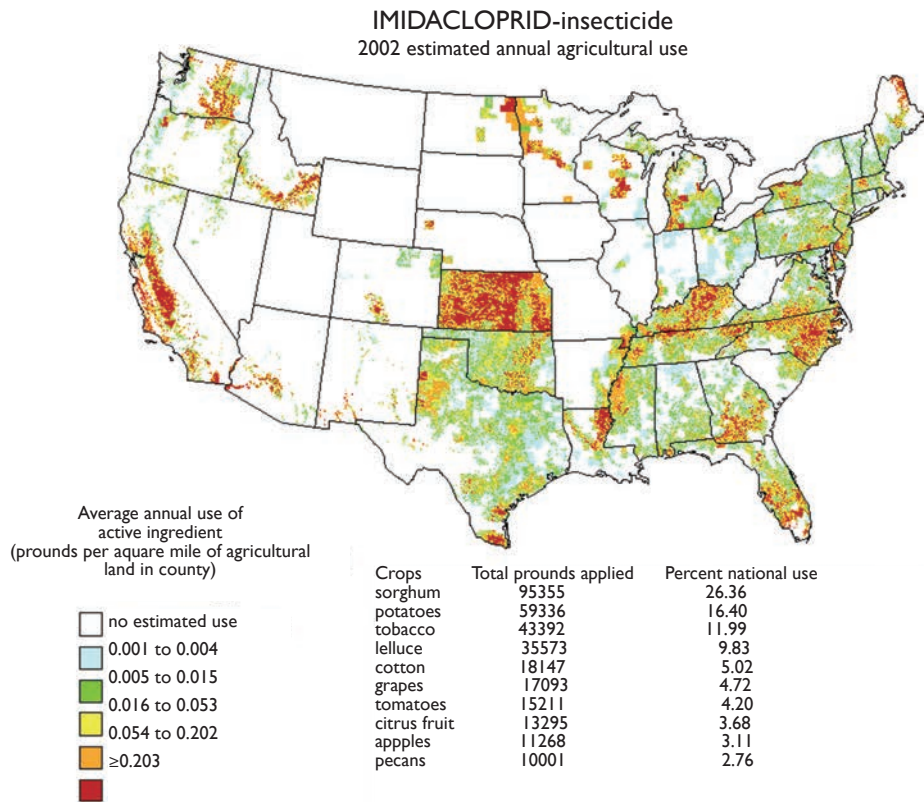 IMIDACLOPRID-insecticide
2002 estimated annual agricultural use
Average annual use of
active ingredient
(prounds per aquare mile of agricultural
land in county)
no estimated use
0.001 to 0.004
0.005 to 0.015
0.016 to 0.053
0.054 to 0.202
≥0.203
Crops Total prounds applied Percent national use
sorghum 95355 26.36
potatoes 59336 16.40
tobacco 43392 11.99
lelluce 35573 9.83
cotton 18147 5.02
grapes 17093 4.72
tomatoes 15211 4.20
citrus fruit 13295 3.68
appples 11268 3.11
pecans 10001 2.76